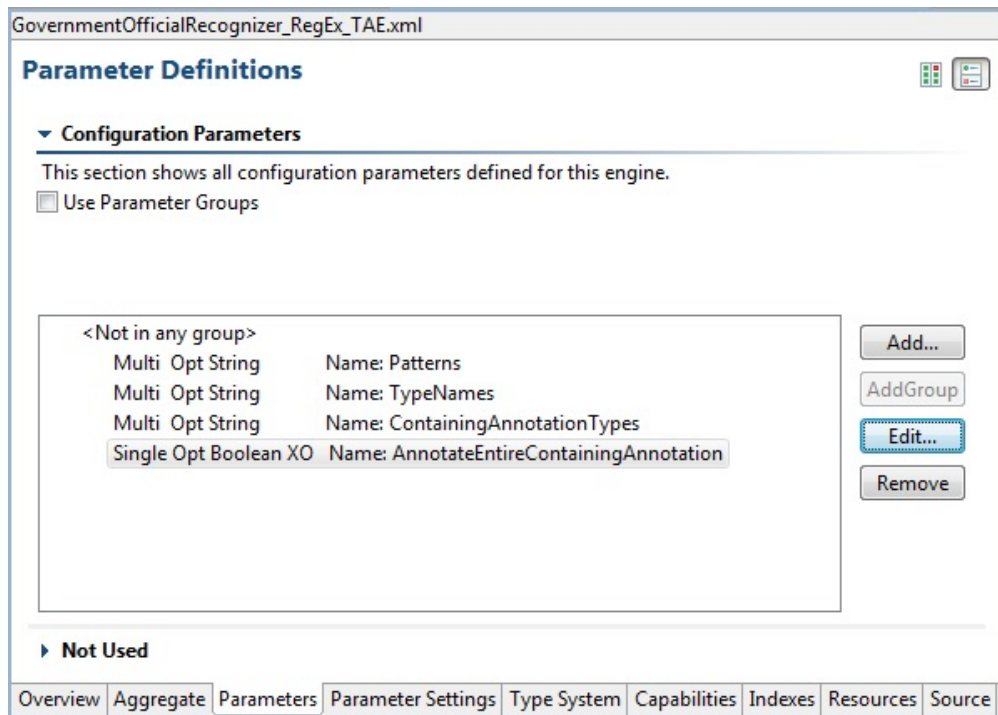 GovernmentOfficialRecognizer_RegEx_TAE.xml
Parameter Definitions
Configuration Parameters
This section shows all configuration parameters defined for this engine.
Use Parameter Groups
<Not in any group>
Multi Opt String Name: Patterns
Multi Opt String Name: TypeNames
Multi Opt String Name: ContainingAnnotationTypes
Single Opt Boolean XO Name: AnnotateEntireContainingAnnotation
Add...
AddGroup
Edit...
Remove
Not Used
Overview Aggregate Parameters Parameter Settings Type System Capabilities Indexes Resources Source